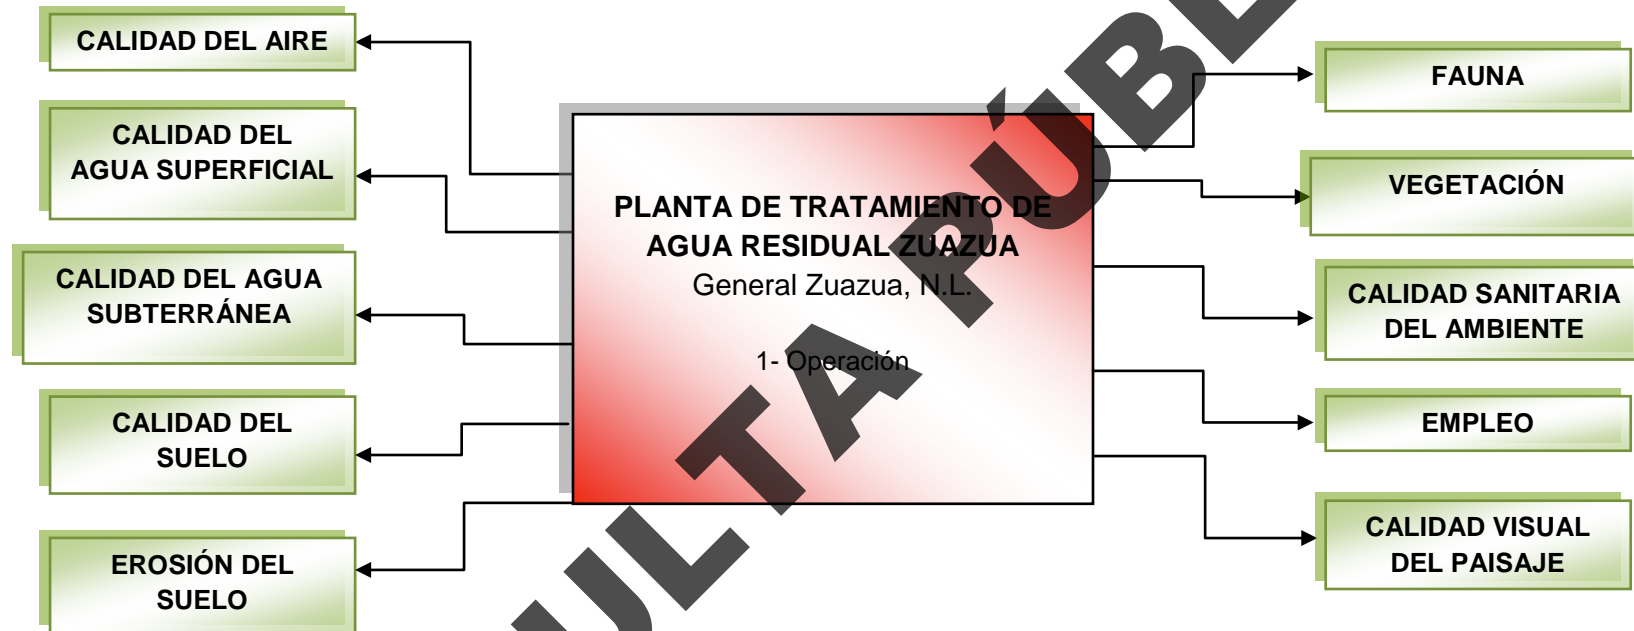 CALIDAD DEL AIRE
CALIDAD DEL
AGUA SUPERFICIAL
CALIDAD DEL AGUA
SUBTERRÁNEA
CALIDAD DEL
SUELO
EROSIÓN DEL
SUELO
PLANTA DE TRATAMIENTO DE
AGUA RESIDUAL ZUAZUA
General Zuazua, N.L.
1- Operación
FAUNA
VEGETACIÓN
CALIDAD SANITARIA
DEL AMBIENTE
EMPLEO
CALIDAD VISUAL
DEL PAISAJE
ULTA PÚB